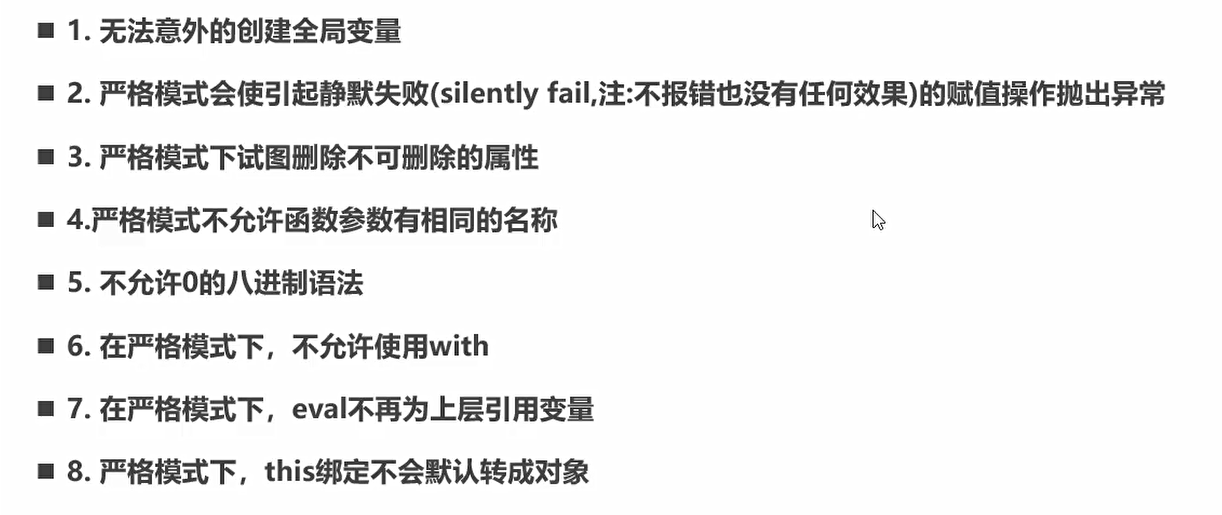 ■ 1. 无法意外的创建全局变量
■ 2. 严格模式会使引起静默失败(silently fail,注:不报错也没有任何效果)的赋值操作抛出异常
■ 3. 严格模式下试图删除不可删除的属性
■ 4.严格模式不允许函数参数有相同的名称
■ 5. 不允许0的八进制语法
■ 6. 在严格模式下，不允许使用with
■ 7. 在严格模式下，eval不再为上层引用变量
■ 8. 严格模式下，this绑定不会默认转成对象